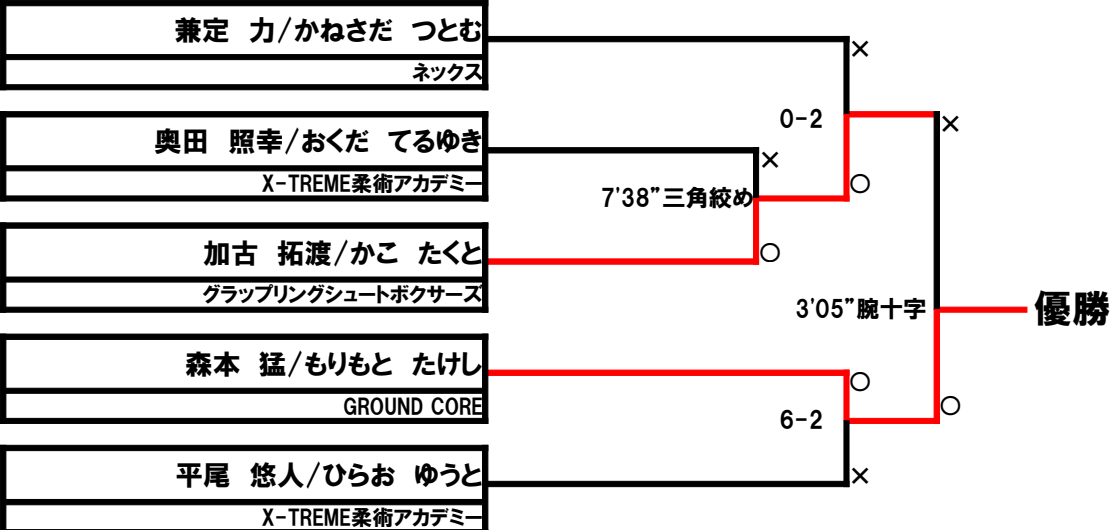 兼定 力/かねさだ つとむ
ネックス
×
0-2
奥田 照幸/おくだ てるゆき
X-TREME柔術アカデミー
×
×
7'38”三角絞め
○
加古 拓渡/かこ たくと
グラップリングシュートボクサーズ
○
3'05”腕十字
優勝
森本 猛/もりもと たけし
GROUND CORE
○
○
6-2
平尾 悠人/ひらお ゆうと
X-TREME柔術アカデミー
×